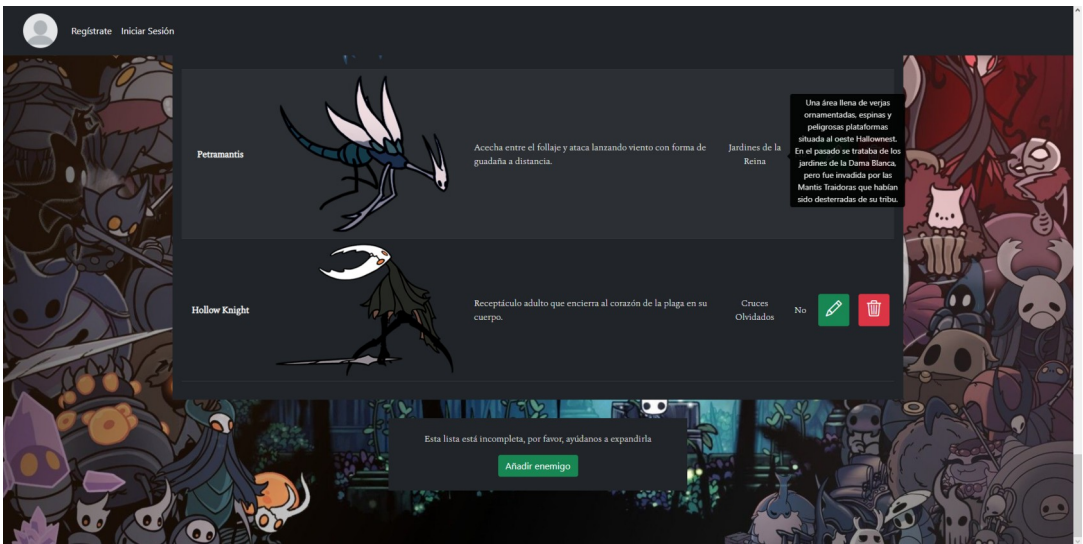 Regístrate Iniciar Sesión
Petramantis
Acecha entre el follaje y ataca lanzando viento con forma de
guadaña a distancia.
Jardines de la
Reina
Una área llena de verjas
ornamentadas, espinas y
peligrosas plataformas
situada al oeste Hallownest.
En el pasado se trataba de los
jardines de la Dama Blanca,
pero fue invadida por las
Mantis Traidoras que habían
sido desterradas de su tribu.
Hollow Knight
Receptáculo adulto que encierra al corazón de la plaga en su
cuerpo.
Cruces
Olvidados
No
Esta lista está incompleta, por favor, ayúdanos a expandirla
Añadir enemigo